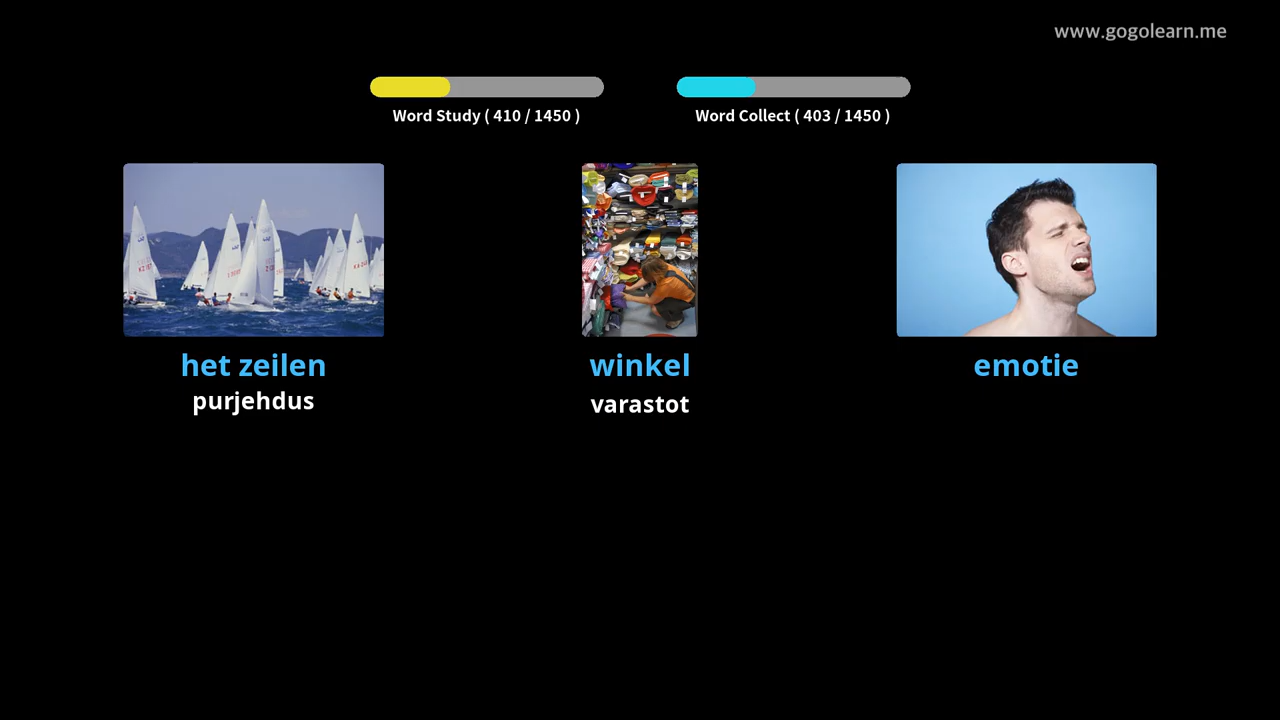 www.gogolearn.me
Word Study ( 410 / 1450 )
Word Collect ( 403 / 1450 )
het zeilen
purjehdus
winkel
varastot
emotie